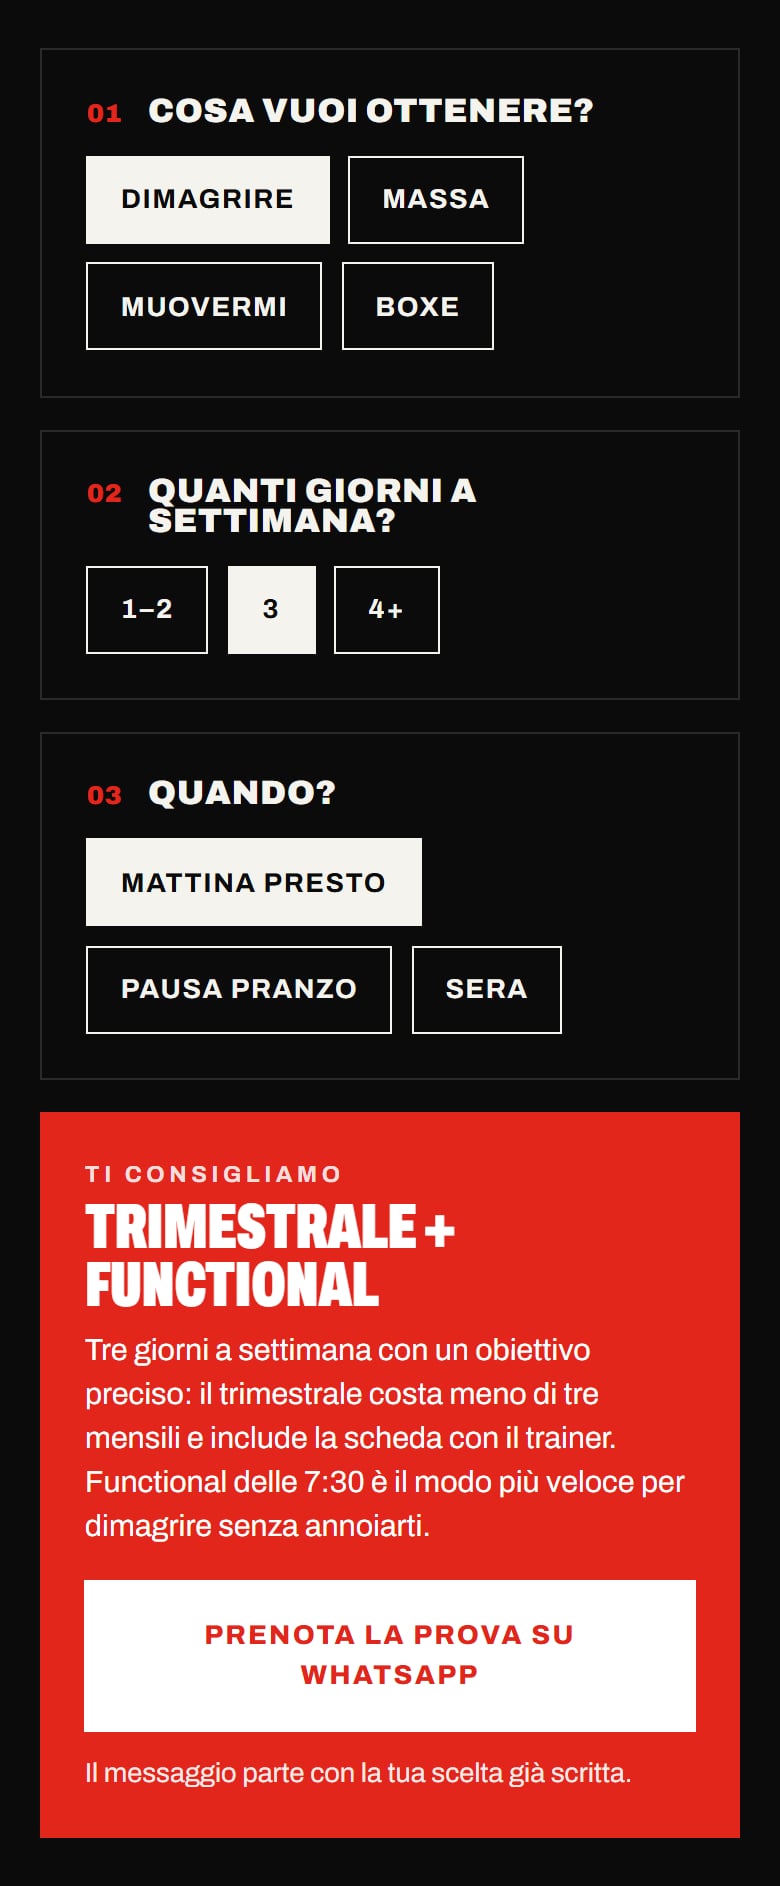 01 COSA VUOI OTTENERE?
DIMAGRIRE MASSA
MUOVERMI BOXE
02 QUANTI GIORNI A
SETTIMANA?
1–2 3 4+
03 QUANDO?
MATTINA PRESTO
PAUSA PRANZO SERA
TI CONSIGLIAMO
TRIMESTRALE +
FUNCTIONAL
Tre giorni a settimana con un obiettivo
preciso: il trimestrale costa meno di tre
mensili e include la scheda con il trainer.
Functional delle 7:30 è il modo più veloce per
dimagrire senza annoiarti.
PRENOTA LA PROVA SU
WHATSAPP
Il messaggio parte con la tua scelta già scritta.